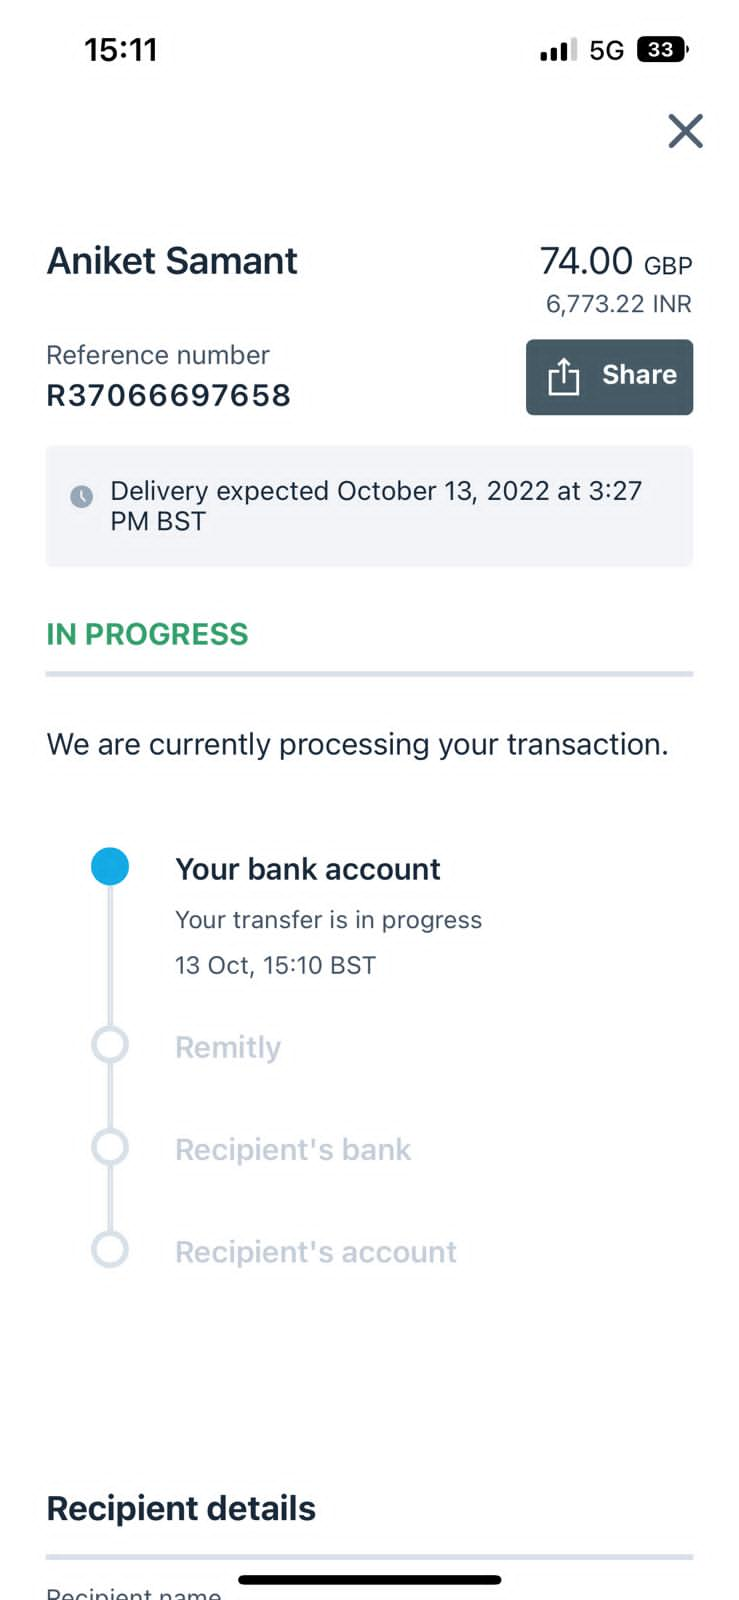 15:11
5G 33
Aniket Samant
74.00 GBP
6,773.22 INR
Reference number
R37066697658
Share
Delivery expected October 13, 2022 at 3:27
PM BST
IN PROGRESS
We are currently processing your transaction.
Your bank account
Your transfer is in progress
13 Oct, 15:10 BST
Remitly
Recipient's bank
Recipient's account
Recipient details
Recipient name